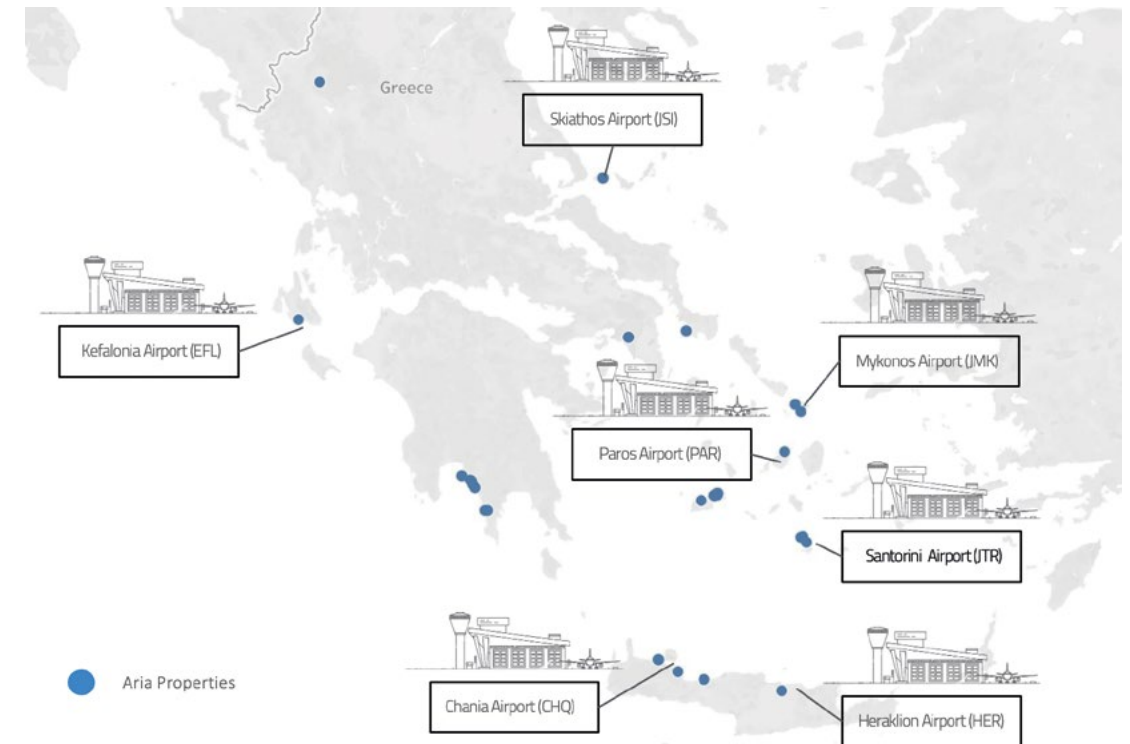 Greece
Skiathos Airport (JSI)
Kefalonia Airport (EFL)
Mykonos Airport (JMK)
Paros Airport (PAR)
Santorini Airport (JTR)
Chania Airport (CHQ)
Heraklion Airport (HER)
Aria Properties